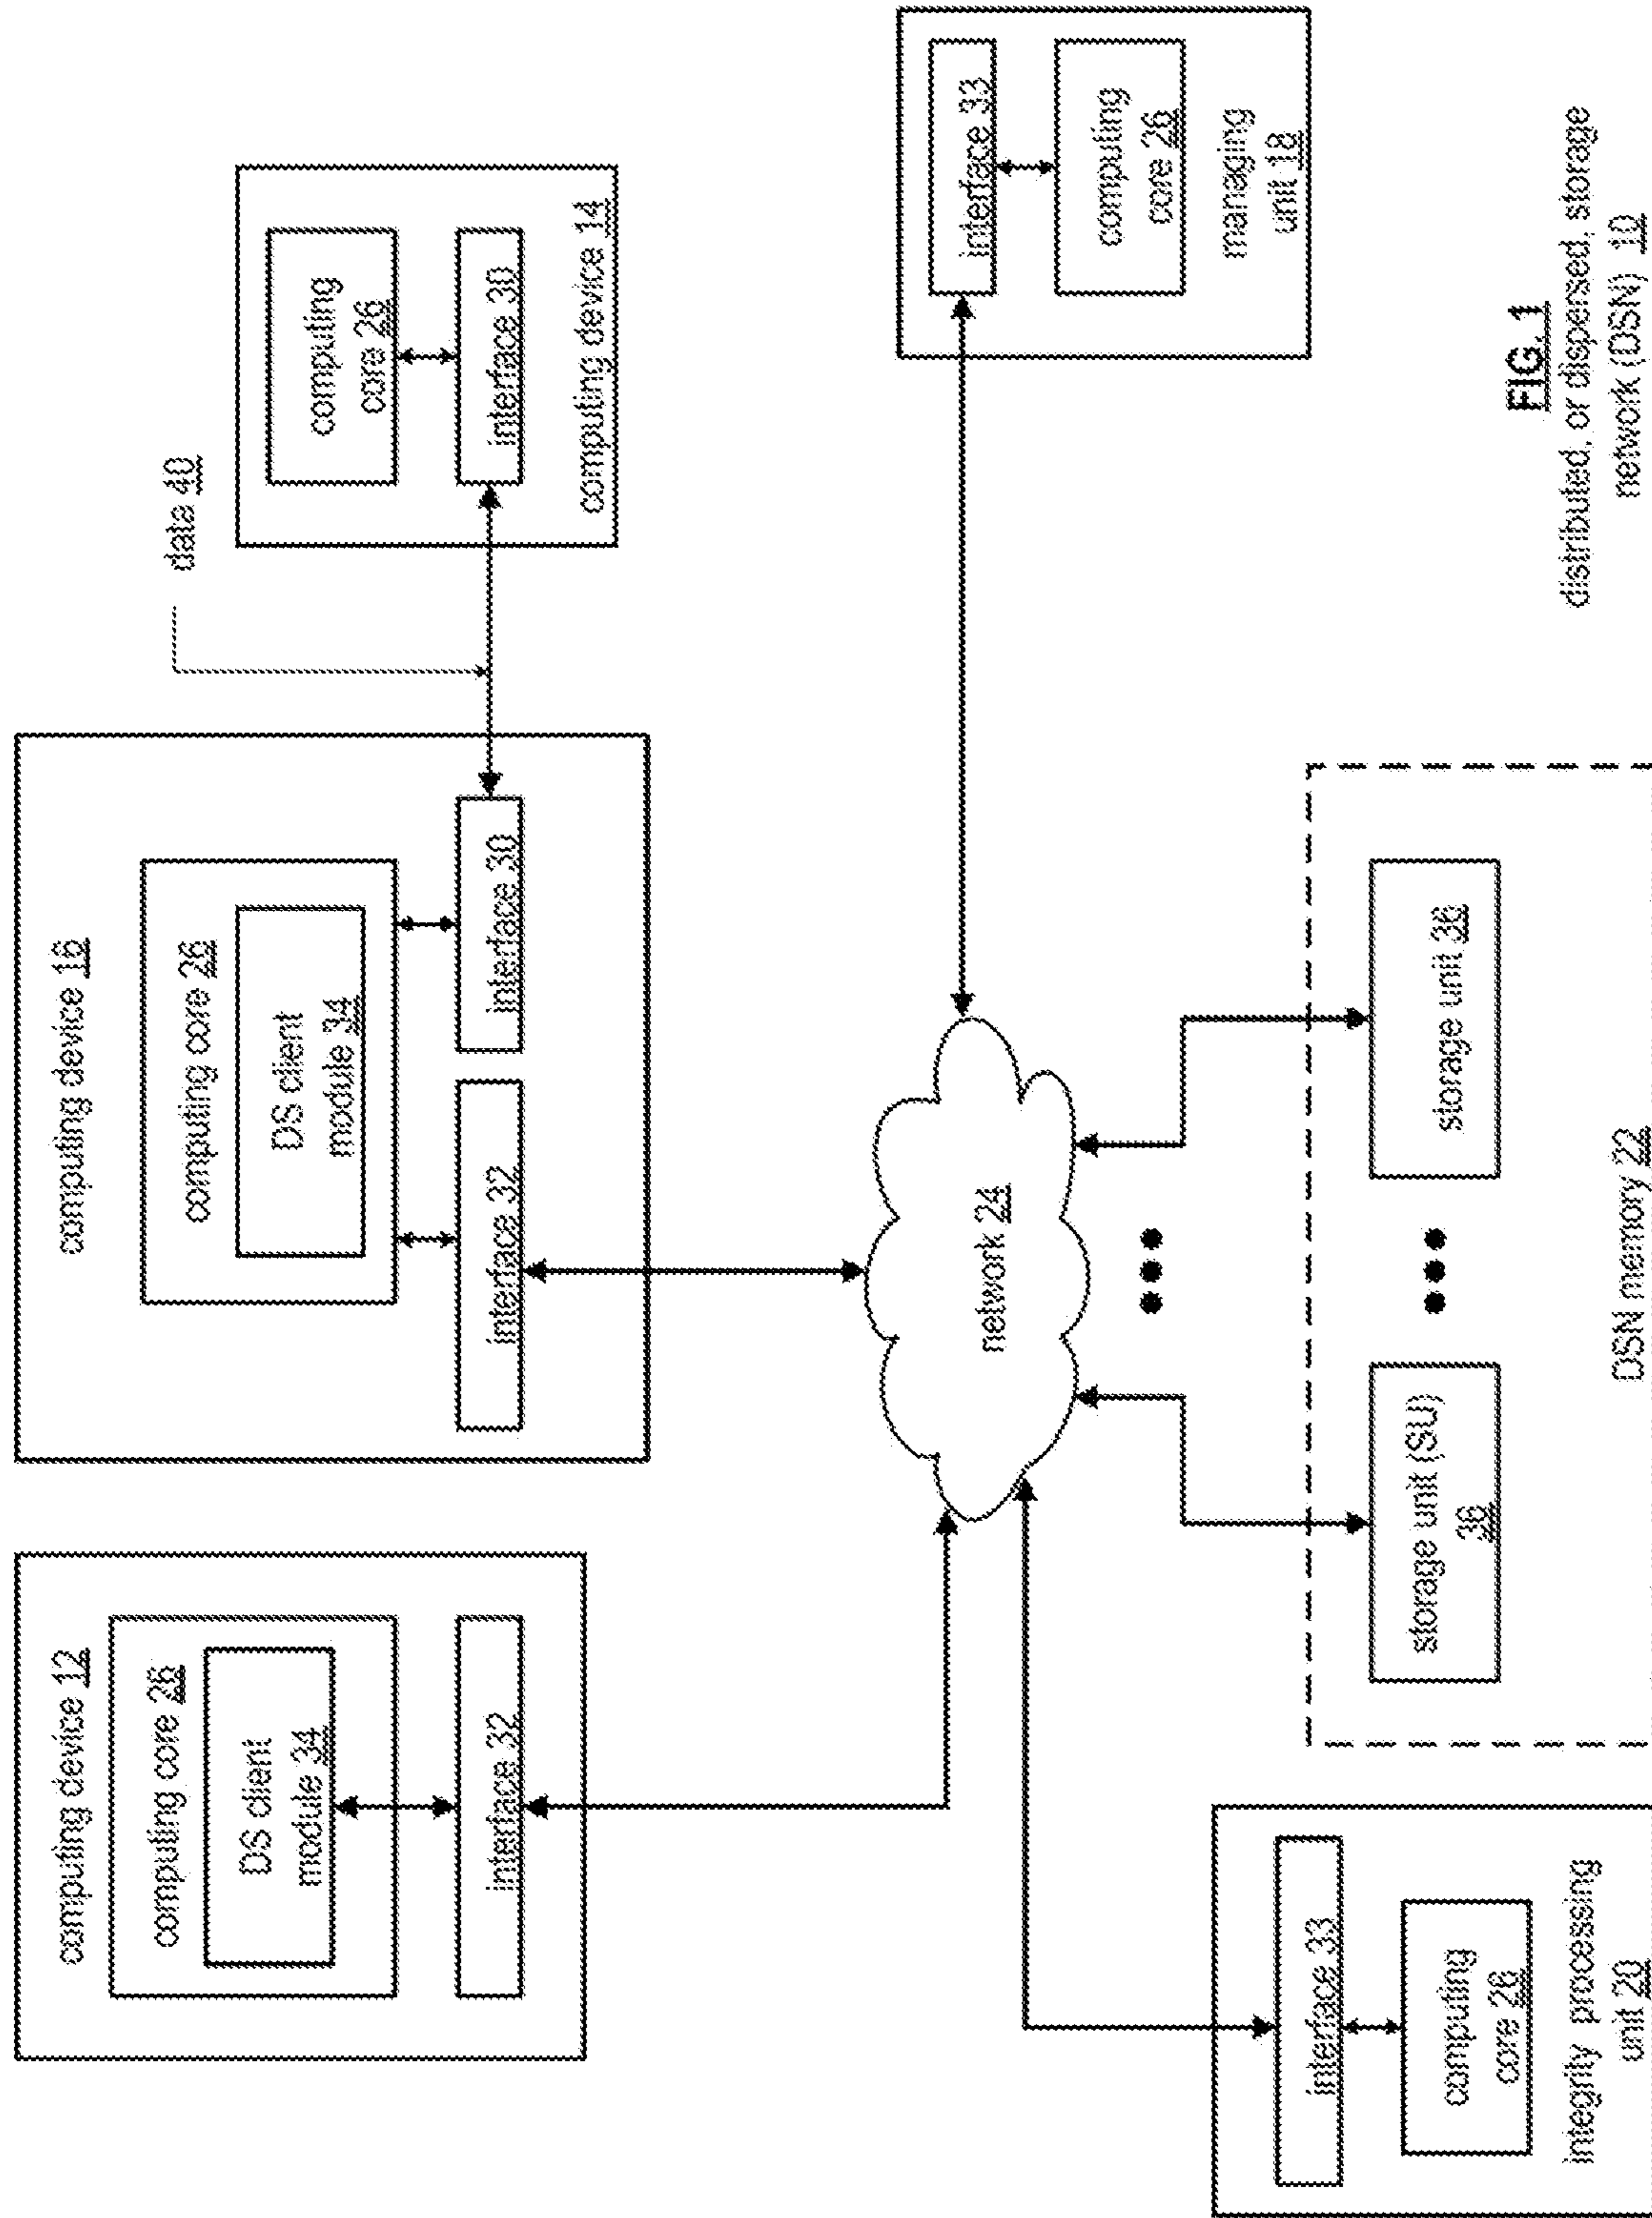 computing device 12
computing core 26
DS client
module 34
interface 32
computing device 16
computing core 26
DS client
module 34
interface 32
interface 30
data 40
computing
core 26
interface 30
computing device 14
network 24
interface 33
computing
core 26
managing
unit 18
interface 33
computing
core 26
integrity processing
unit 20
storage unit (SU)
36
storage unit 36
DSN memory 22
FIG. 1
distributed, or dispersed, storage
network (DSN) 10